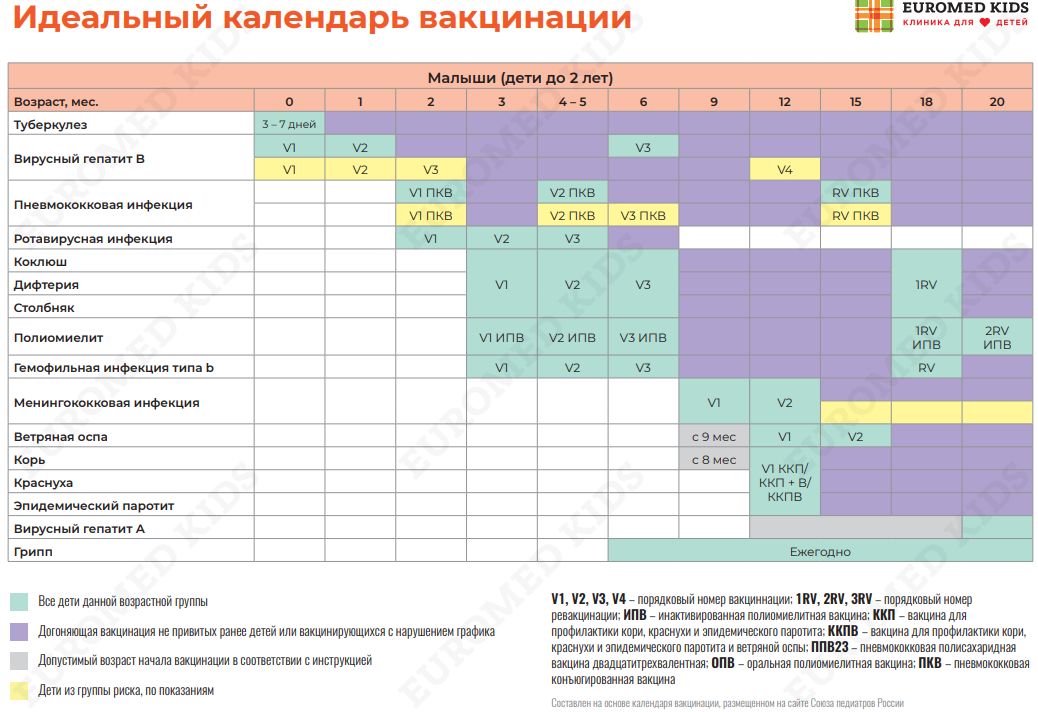 Идеальный календарь вакцинации
EUROMED KIDS
КЛИНИКА ДЛЯ ДЕТЕЙ
Малыши (дети до 2 лет)
Возраст, мес. 0 1 2 3 4 – 5 6 9 12 15 18 20
Туберкулез 3 – 7 дней
Вирусный гепатит В
V1 V2 V3
V1 V2 V3 V4
Пневмококковая инфекция
V1 ПКВ V2 ПКВ RV ПКВ
V1 ПКВ V2 ПКВ V3 ПКВ RV ПКВ
Ротавирусная инфекция V1 V2 V3
Коклюш
Дифтерия V1 V2 V3 1RV
Столбняк
Полиомиелит V1 ИПВ V2 ИПВ V3 ИПВ 1RV ИПВ 2RV ИПВ
Гемофильная инфекция типа b V1 V2 V3 RV
Менингококковая инфекция V1 V2
Ветряная оспа с 9 мес V1 V2
Корь с 8 мес
V1 ККП/
Краснуха ККП + В/
ККПВ
Эпидемический паротит
Вирусный гепатит А
Грипп Ежегодно
Все дети данной возрастной группы
Догоняющая вакцинация не привитых ранее детей или вакцинирующихся с нарушением графика
Допустимый возраст начала вакцинации в соответствии с инструкцией
Дети из группы риска, по показаниям
V1, V2, V3, V4 – порядковый номер вакциннации; 1RV, 2RV, 3RV – порядковый номер
ревакцинации; ИПВ – инактивированная полиомиелитная вакцина; ККП – вакцина для
профилактики кори, краснухи и эпидемического паротита; ККПВ – вакцина для профилактики кори,
краснухи и эпидемического паротита и ветряной оспы; ППВ23 – пневмококковая полисахаридная
вакцина двадцатитрехвалентная; ОПВ – оральная полиомиелитная вакцина; ПКВ – пневмококковая
конъюгированная вакцина
Составлен на основе календаря вакцинации, размещенном на сайте Союза педиатров России